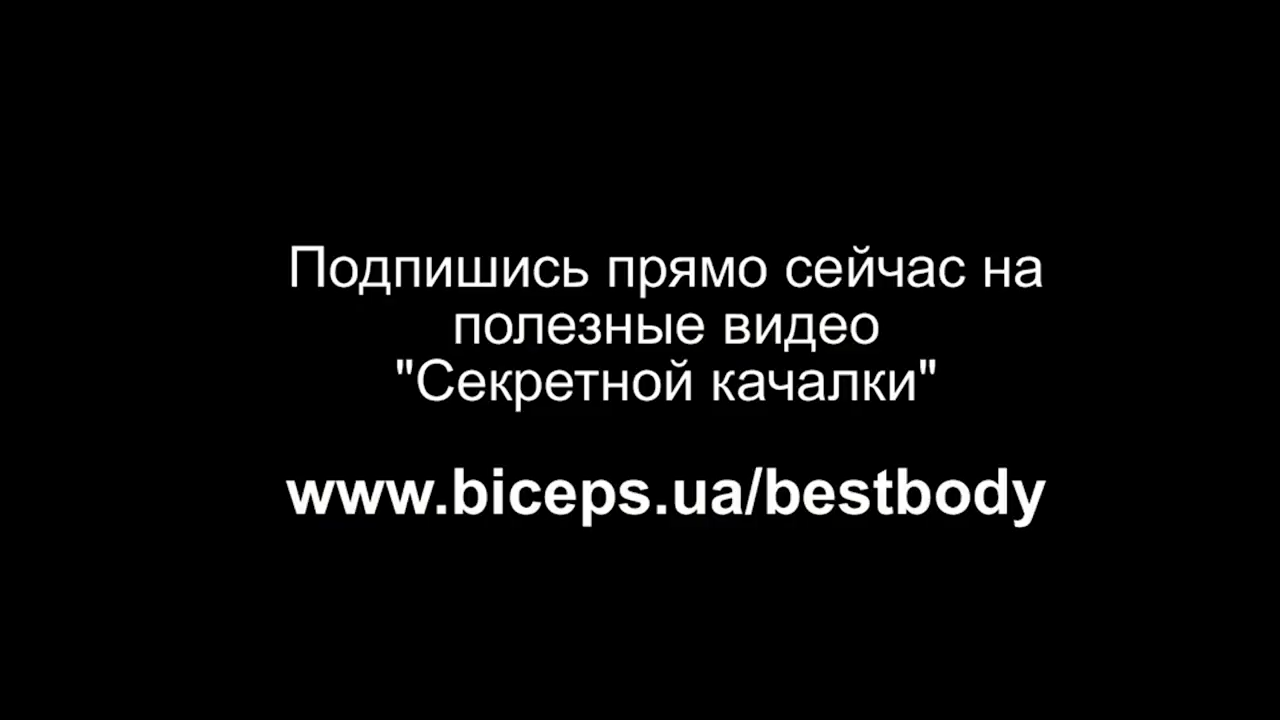 Подпишись прямо сейчас на
полезные видео
"Секретной качалки"
www.biceps.ua/bestbody